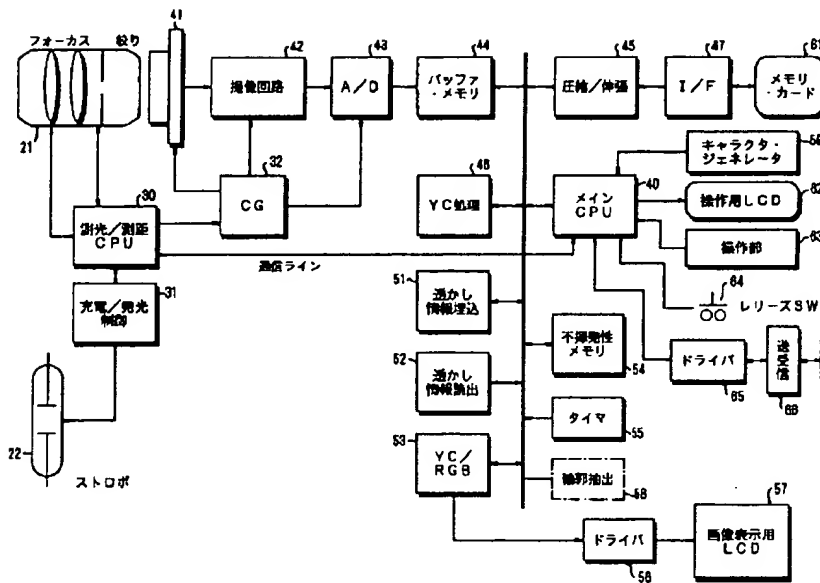 41
フォーカス
絞り
21
42
撮像回路
43
A/D
44
バッファ
・メモリ
45
圧縮/伸張
47
I/F
61
メモリ
・カード
30
測光/測距
CPU
32
CG
48
YC処理
40
メイン
CPU
キャラクタ・
ジェネレータ
操作用LCD
62
操作部
63
64
レリーズSW
通信ライン
31
充電/発光
制御
51
透かし
情報埋込
52
透かし
情報抽出
53
YC/
RGB
不揮発性
メモリ
54
タイマ
55
輪郭抽出
58
ドライバ
65
送受信
66
22
ストロボ
ドライバ
56
57
画像表示用
LCD